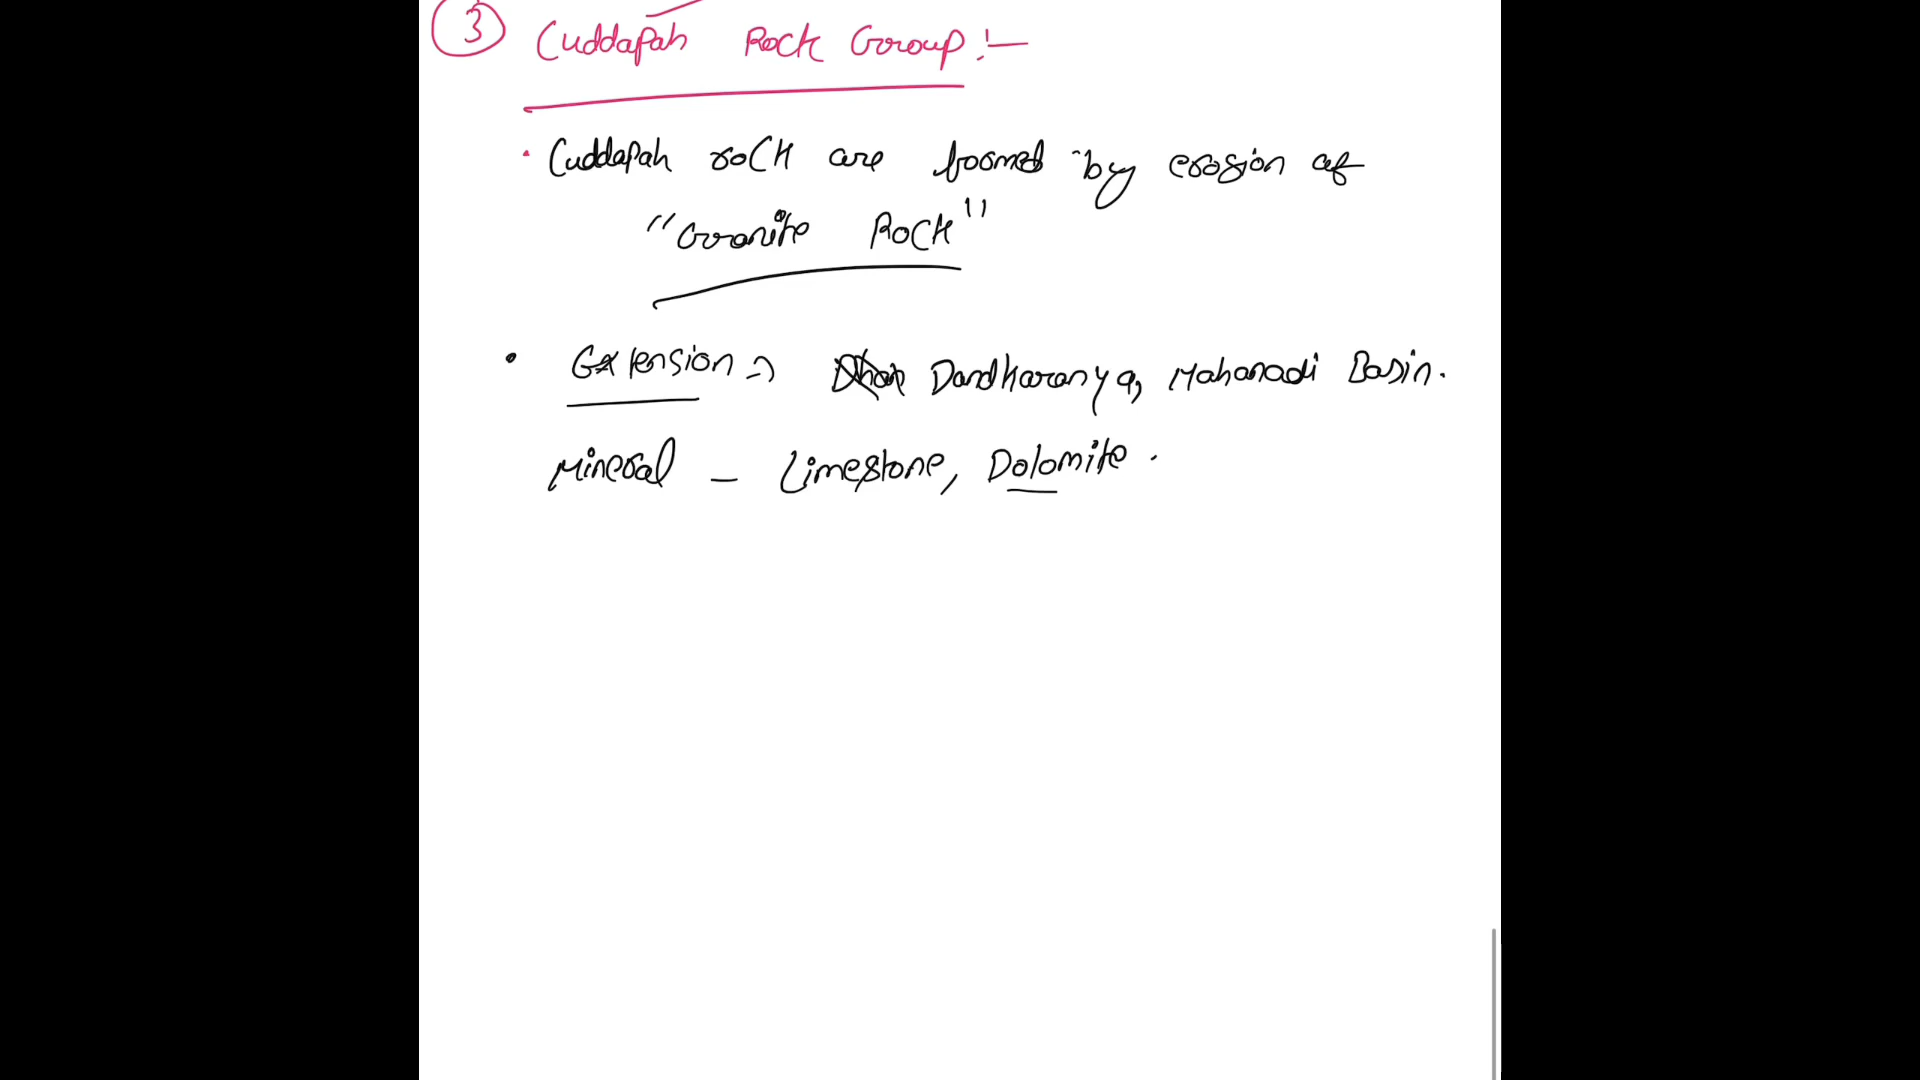 3 Cuddapah Rock Group :-
• Cuddapah rock are formed by erosion of
"Granite Rock"
• Extension => Dandkaranya, Mahanadi Basin.
Mineral - Limestone, Dolomite.